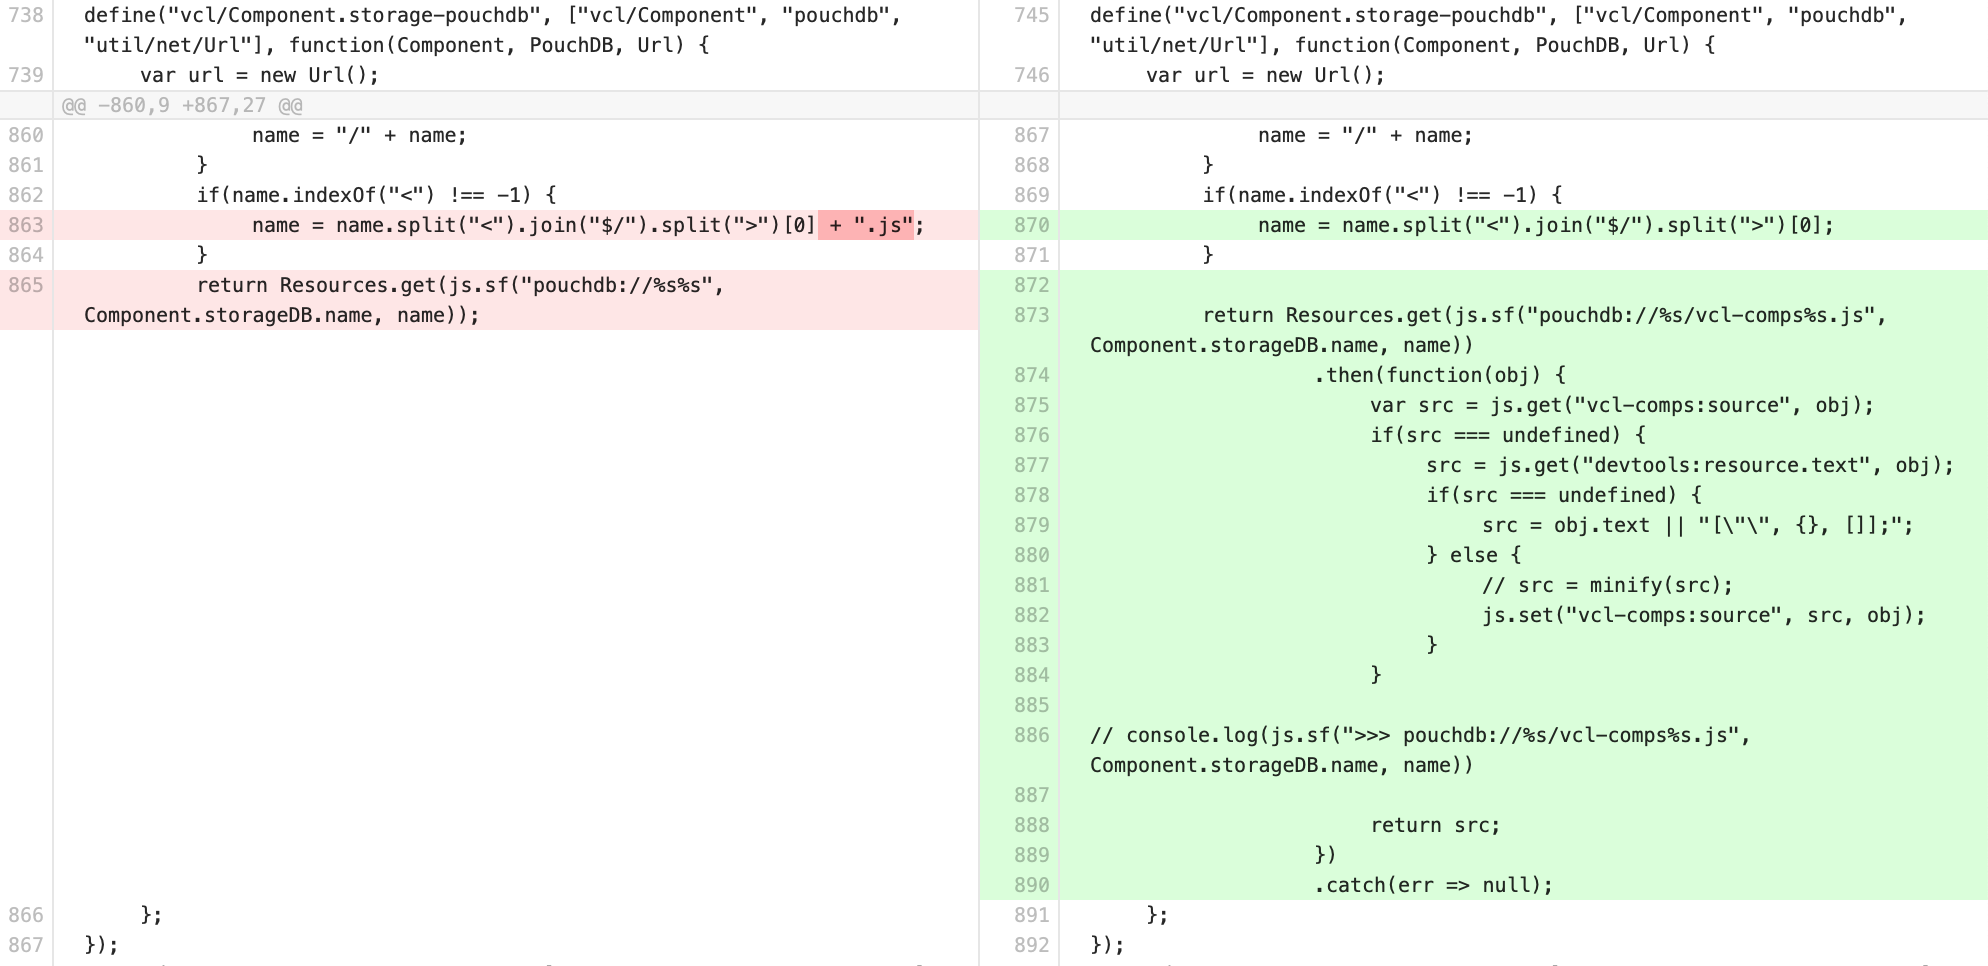 738 define("vcl/Component.storage-pouchdb", ["vcl/Component", "pouchdb",
"util/net/Url"], function(Component, PouchDB, Url) {
739 var url = new Url();
@@ -860,9 +867,27 @@
860 name = "/" + name;
861 }
862 if(name.indexOf("<") !== -1) {
863 name = name.split("<").join("$/").split(">")[0] + ".js";
864 }
865 return Resources.get(js.sf("pouchdb://%s%s",
Component.storageDB.name, name));
866 };
867 });
745 define("vcl/Component.storage-pouchdb", ["vcl/Component", "pouchdb",
"util/net/Url"], function(Component, PouchDB, Url) {
746 var url = new Url();
867 name = "/" + name;
868 }
869 if(name.indexOf("<") !== -1) {
870 name = name.split("<").join("$/").split(">")[0];
871 }
872
873 return Resources.get(js.sf("pouchdb://%s/vcl-comps%s.js",
Component.storageDB.name, name))
874 .then(function(obj) {
875 var src = js.get("vcl-comps:source", obj);
876 if(src === undefined) {
877 src = js.get("devtools:resource.text", obj);
878 if(src === undefined) {
879 src = obj.text || "[\"\", {}, []];";
880 } else {
881 // src = minify(src);
882 js.set("vcl-comps:source", src, obj);
883 }
884 }
885
886 // console.log(js.sf(">>> pouchdb://%s/vcl-comps%s.js",
Component.storageDB.name, name))
887
888 return src;
889 })
890 .catch(err => null);
891 };
892 });